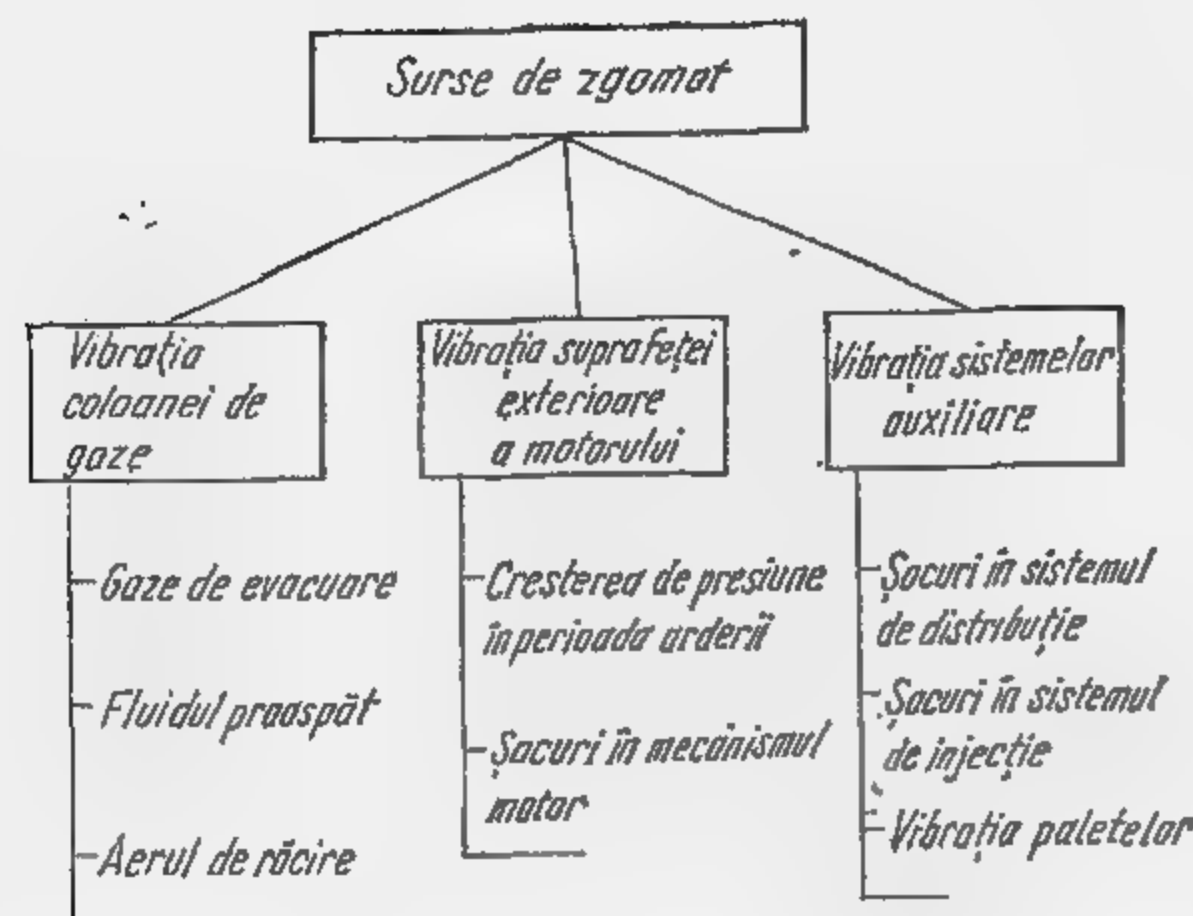 Surse de zgomot
Vibrația
coloanei de
gaze
Gaze de evacuare
Fluidul proaspăt
Aerul de răcire
Vibrația suprafeței
exterioare
a motorului
Cresterea de presiune
în perioada arderii
Șocuri în mecanismul
motor
Vibrația sistemelor
auxiliare
Șocuri în sistemul
de distribuție
Șocuri în sistemul
de injecție
Vibrația paletelor